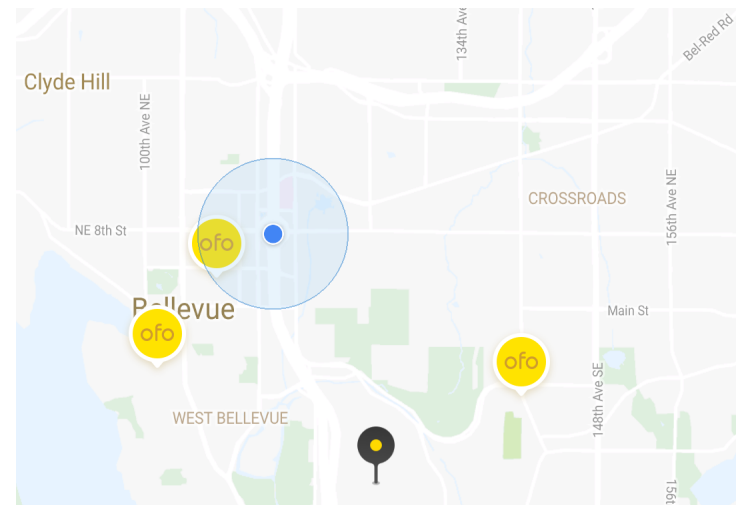 134th Ave
Bel-Red Rd
Clyde Hill
100th Ave NE
CROSSROADS
156th Ave NE
NE 8th St
ofo
Bellevue
Main St
ofo
ofo
148th Ave SE
WEST BELLEVUE
156t